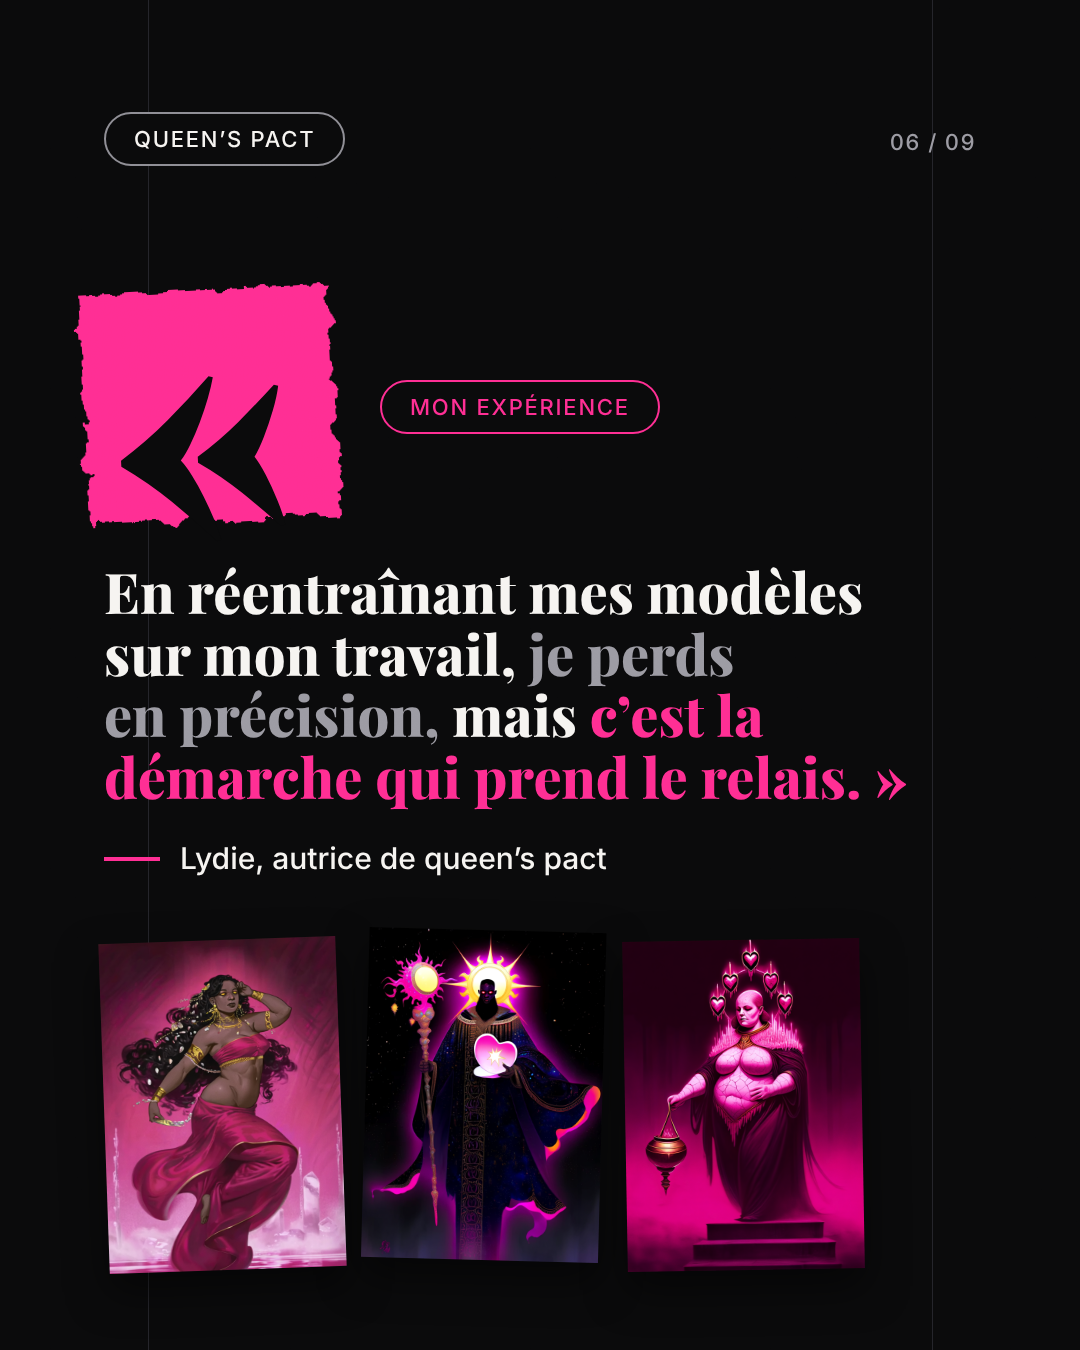 QUEEN’S PACT
06 / 09
«
MON EXPÉRIENCE
En réentraînant mes modèles
sur mon travail, je perds
en précision, mais c’est la
démarche qui prend le relais. »
Lydie, autrice de queen’s pact